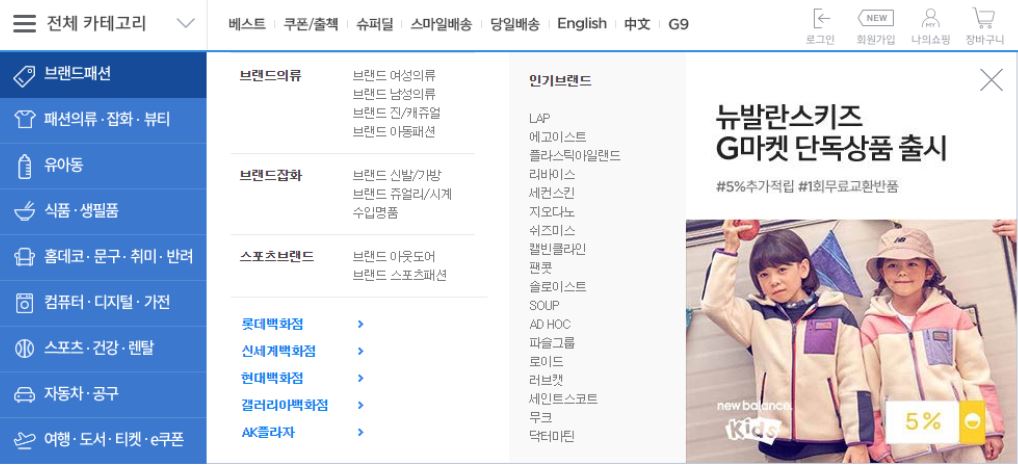 전체 카테고리
베스트
쿠폰/출첵
슈퍼딜
스마일배송
당일배송
English
中文
G9
로그인
NEW
회원가입
MY
나의쇼핑
장바구니
브랜드패션
패션의류·잡화·뷰티
유아동
식품·생필품
홈데코·문구·취미·반려
컴퓨터·디지털·가전
스포츠·건강·렌탈
자동차·공구
여행·도서·티켓·e쿠폰
브랜드의류
브랜드 여성의류
브랜드 남성의류
브랜드 진/캐쥬얼
브랜드 아동패션
브랜드잡화
브랜드 신발/가방
브랜드 쥬얼리/시계
수입명품
스포츠브랜드
브랜드 아웃도어
브랜드 스포츠패션
롯데백화점
신세계백화점
현대백화점
갤러리아백화점
AK플라자
인기브랜드
LAP
에고이스트
플라스틱아일랜드
리바이스
세컨스킨
지오다노
쉬즈미스
캘빈클라인
팬콧
솔로이스트
SOUP
AD HOC
파슬그룹
로이드
러브캣
세인트스코트
무크
닥터마틴
뉴발란스키즈
G마켓 단독상품 출시
#5%추가적립 #1회무료교환반품
new balance.
Kids
5%